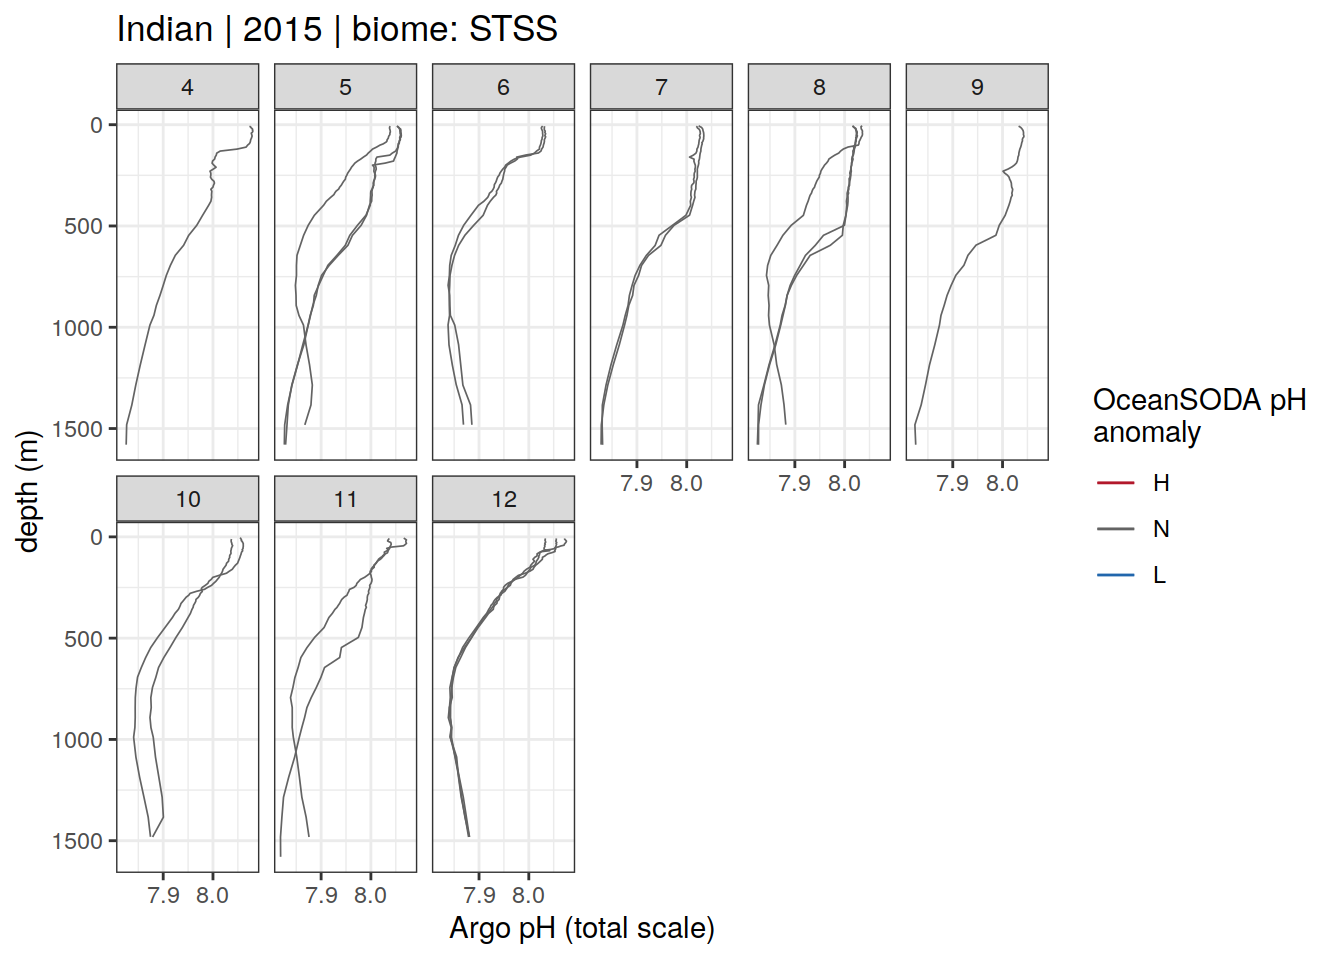 Indian | 2015 | biome: STSS
4 5 6 7 8 9
0
500
1000
1500
7.9 8.0 7.9 8.0 7.9 8.0
10 11 12
0
500
1000
1500
7.9 8.0 7.9 8.0 7.9 8.0
depth (m)
Argo pH (total scale)
OceanSODA pH
anomaly
H
N
L